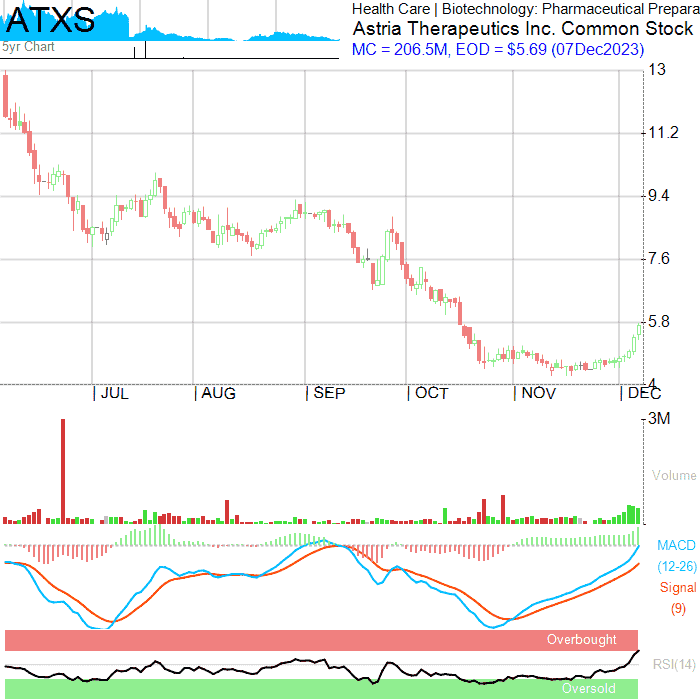 ATXS
5yr Chart
Health Care | Biotechnology: Pharmaceutical Prepara
Astria Therapeutics Inc. Common Stock
MC = 206.5M, EOD = $5.69 (07Dec2023)
13
11.2
9.4
7.6
5.8
4
JUL AUG SEP OCT NOV DEC
3M
Volume
MACD
(12-26)
Signal
(9)
Overbought
RSI(14)
Oversold